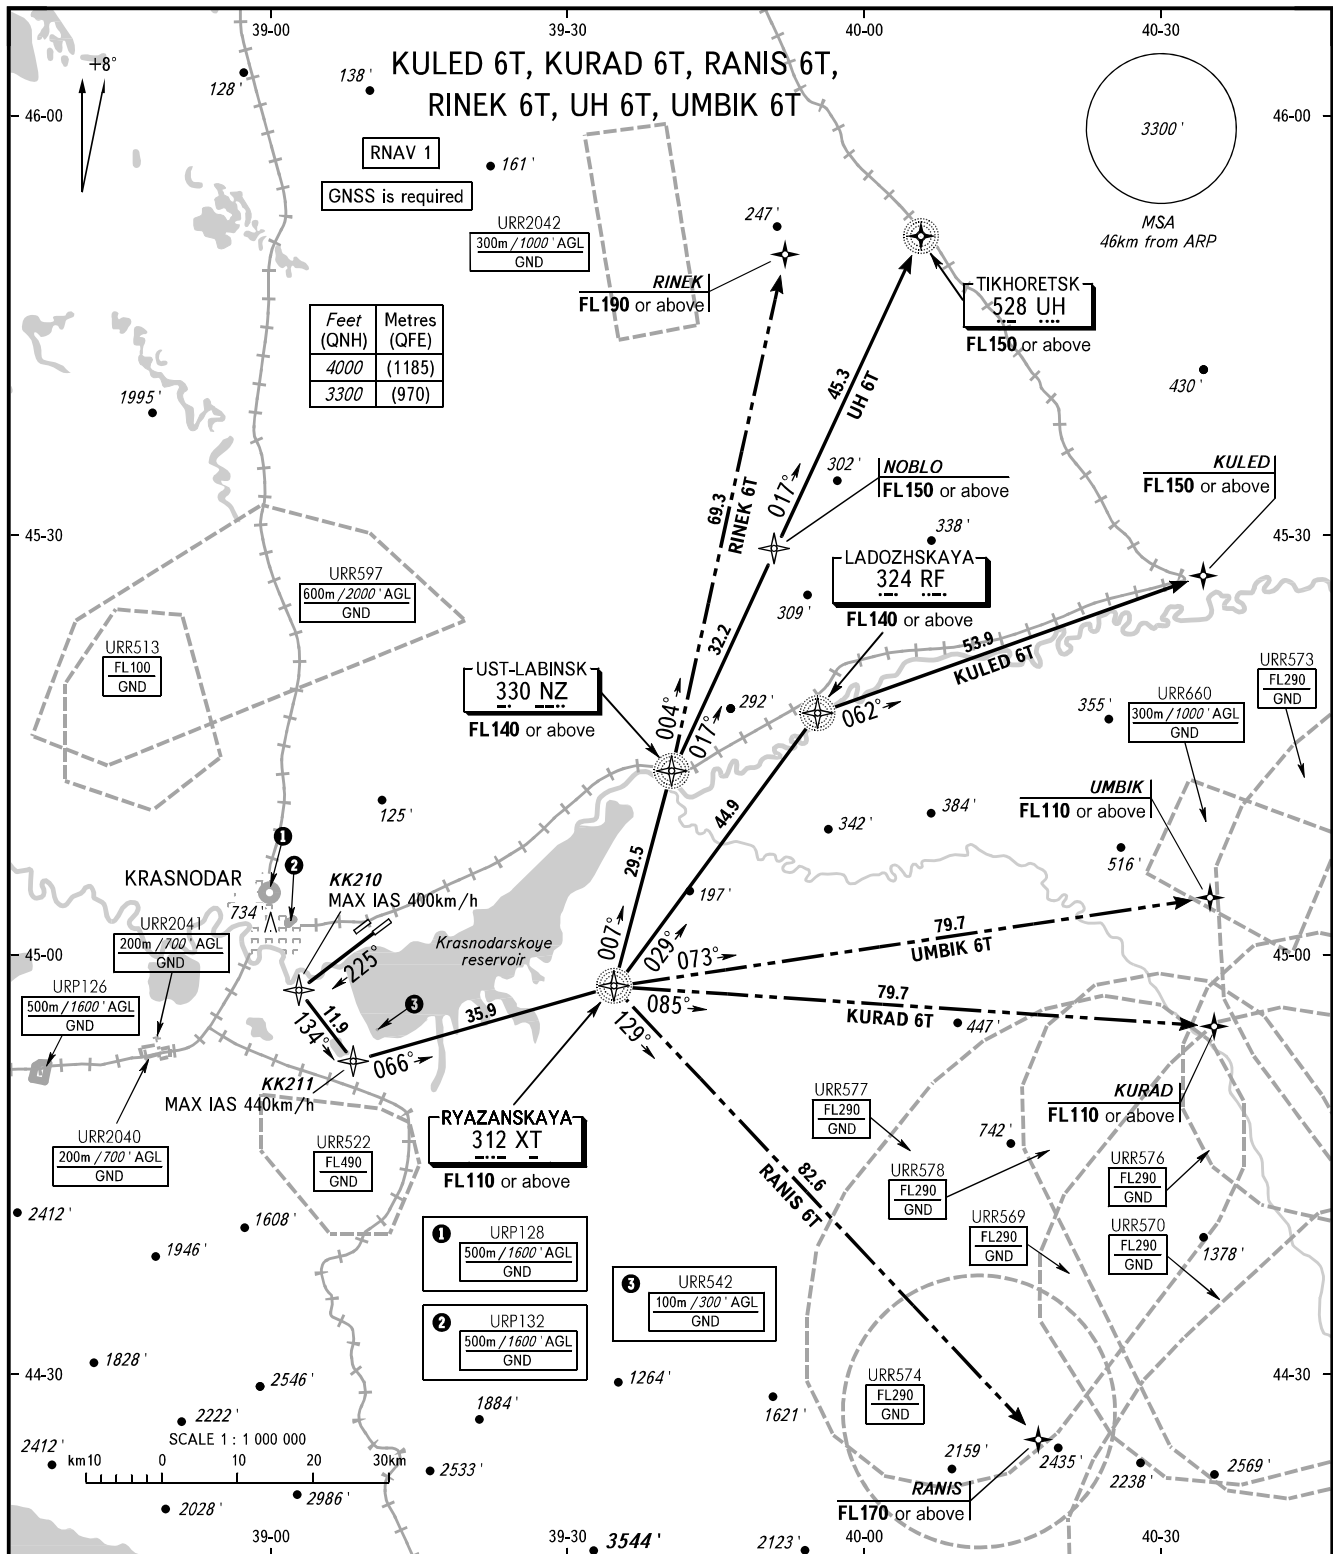 39-00
39-30
40-00
40-30
+8°
KULED 6T, KURAD 6T, RANIS 6T,
RINEK 6T, UH 6T, UMBIK 6T
128'
138'
46-00
46-00
3300'
MSA
46km from ARP
RNAV 1
161'
GNSS is required
URR2042
300m/1000' AGL
GND
247'
RINEK
FL190 or above
TIKHORETSK
528 UH
FL150 or above
Feet
(QNH)
Metres
(QFE)
4000
(1185)
3300
(970)
1995'
430'
45.3
UH 6T
302'
NOBLO
FL150 or above
KULED
FL150 or above
017°
69.3
RINEK 6T
45-30
45-30
338'
URR597
600m/2000' AGL
GND
LADOZHSKAYA
324 RF
FL140 or above
309'
URR513
FL100
GND
32.2
53.9
KULED 6T
UST-LABINSK
330 NZ
FL140 or above
URR573
FL290
GND
URR660
300m/1000' AGL
GND
004°
017°
292'
062°
355'
UMBIK
FL110 or above
125'
44.9
342'
384'
516'
1
2
KRASNODAR
KK210
MAX IAS 400km/h
29.5
197'
734'
URR2041
200m/700' AGL
GND
Krasnodarskoye
reservoir
79.7
UMBIK 6T
225°
007°
029°
073°
45-00
45-00
URP126
500m/1600' AGL
GND
3
35.9
085°
79.7
KURAD 6T
447'
11.9
134°
129°
066°
KK211
MAX IAS 440km/h
KURAD
FL110 or above
URR577
FL290
GND
RYAZANSKAYA
312 XT
FL110 or above
URR2040
200m/700' AGL
GND
URR522
FL490
GND
742'
82.6
RANIS 6T
URR578
FL290
GND
URR576
FL290
GND
2412'
1608'
1946'
URR569
FL290
GND
URR570
FL290
GND
1378'
1
URP128
500m/1600' AGL
GND
3
URR542
100m/300' AGL
GND
2
URP132
500m/1600' AGL
GND
1828'
44-30
44-30
2546'
1264'
1621'
URR574
FL290
GND
2222'
1884'
SCALE 1 : 1 000 000
2412'
km10
0
10
20
30km
2533'
2159'
2435'
2238'
2569'
RANIS
FL170 or above
2028'
2986'
39-00
39-30
3544'
2123'
40-00
40-30